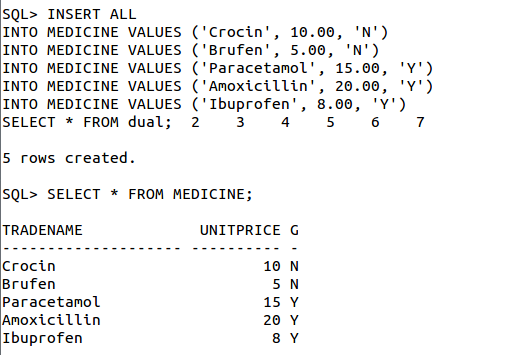 SQL> INSERT ALL
INTO MEDICINE VALUES ('Crocin', 10.00, 'N')
INTO MEDICINE VALUES ('Brufen', 5.00, 'N')
INTO MEDICINE VALUES ('Paracetamol', 15.00, 'Y')
INTO MEDICINE VALUES ('Amoxicillin', 20.00, 'Y')
INTO MEDICINE VALUES ('Ibuprofen', 8.00, 'Y')
SELECT * FROM dual;  2    3    4    5    6    7
5 rows created.
SQL> SELECT * FROM MEDICINE;
TRADENAME             UNITPRICE G
-------------------- ---------- -
Crocin                       10 N
Brufen                        5 N
Paracetamol                  15 Y
Amoxicillin                  20 Y
Ibuprofen                     8 Y